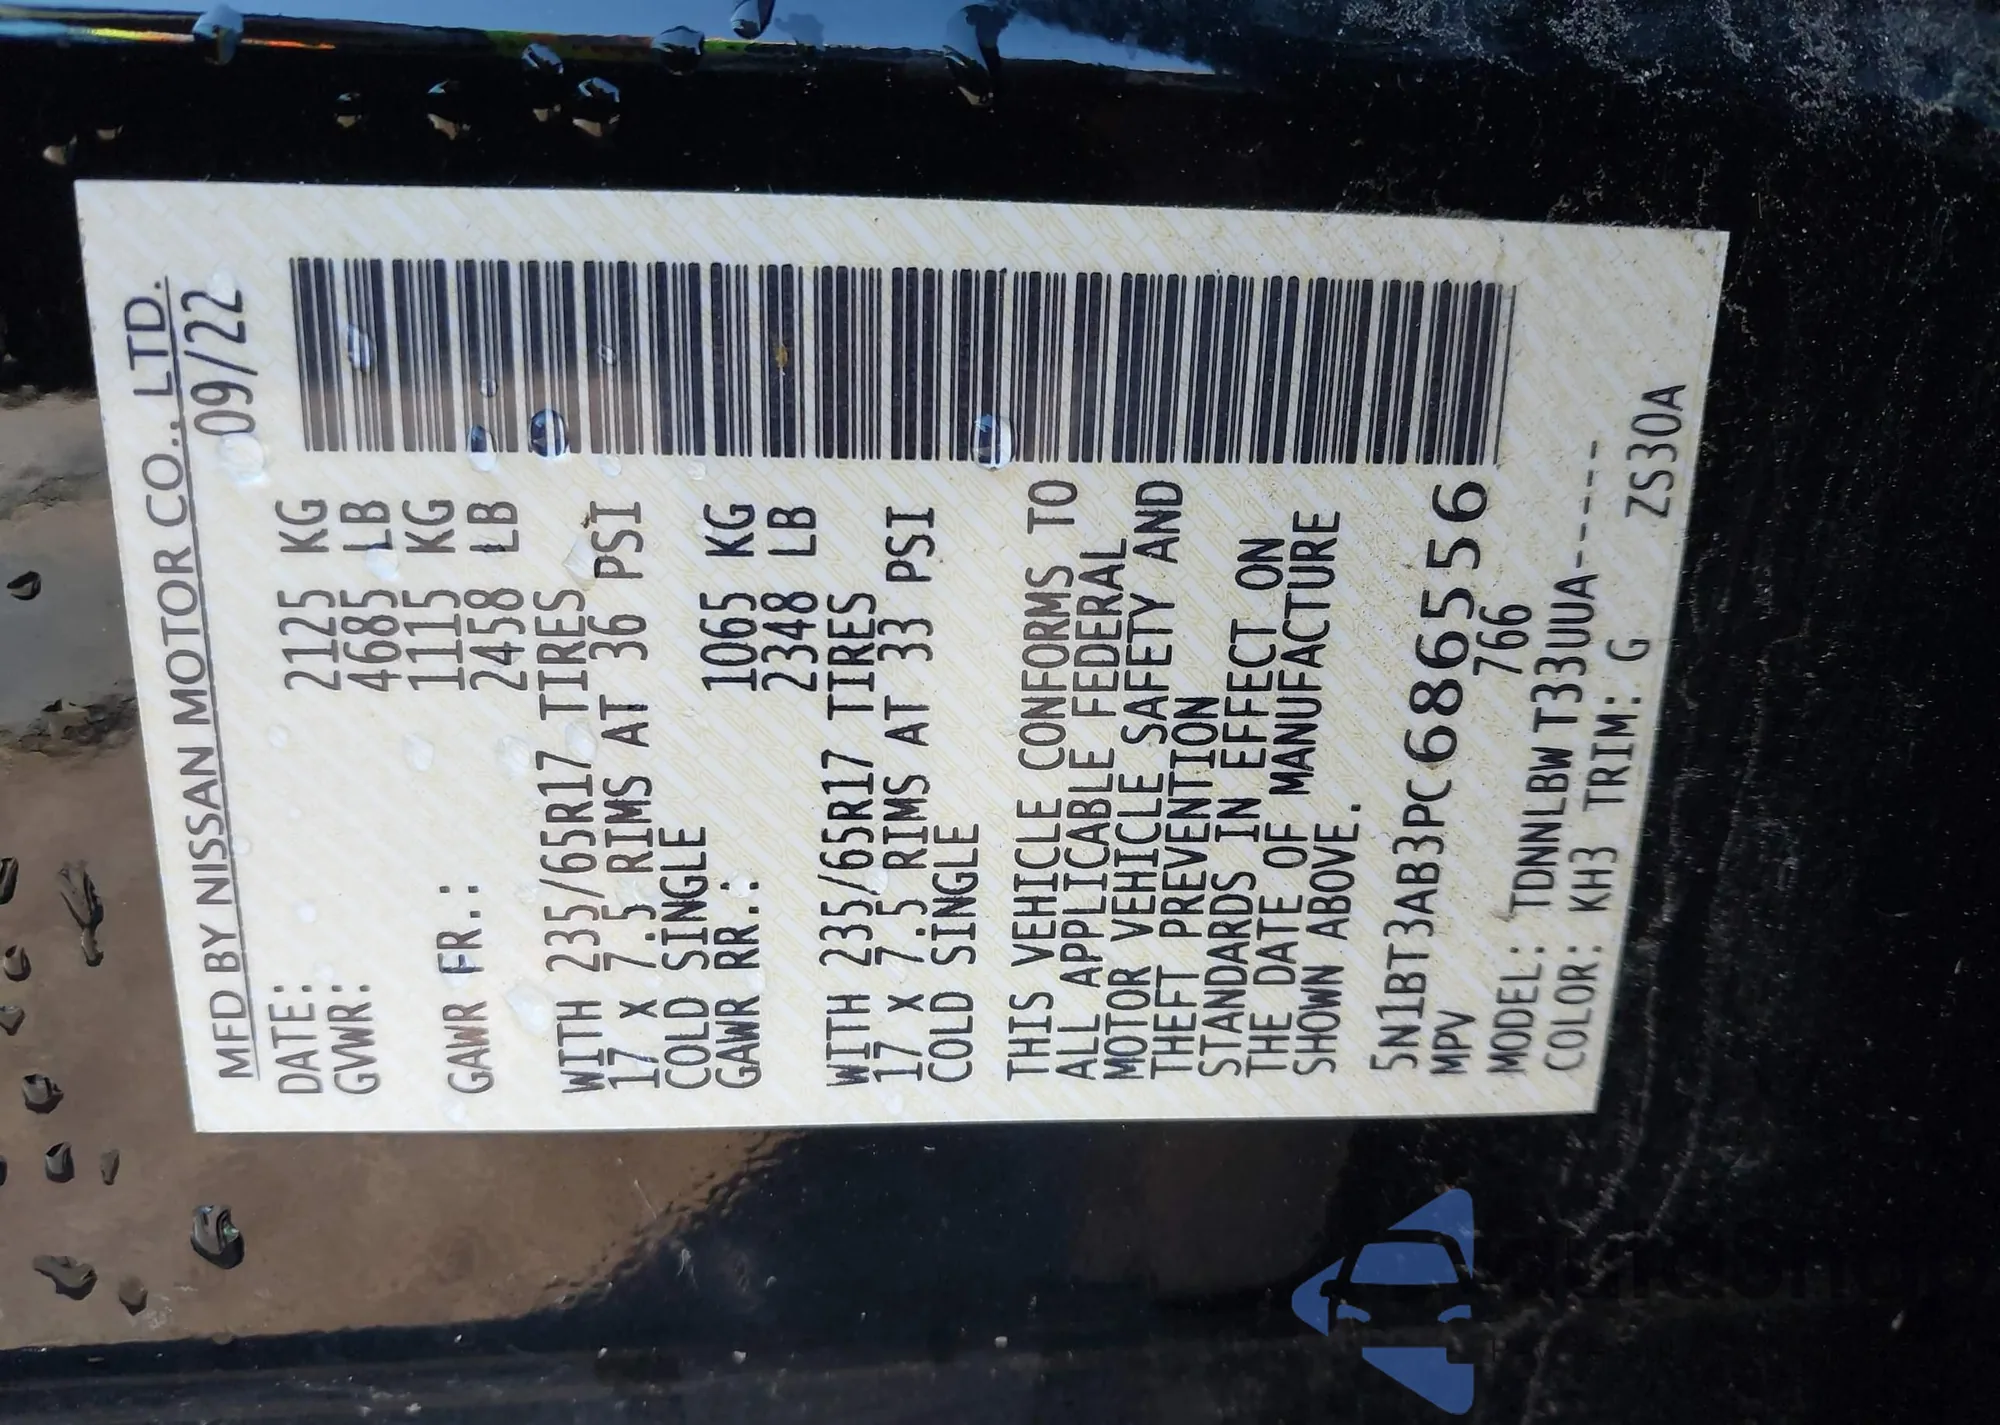 MFD BY NISSAN MOTOR CO., LTD.
DATE: 09/22
GVWR: 2125 KG
4685 LB
GAWR FR.: 1115 KG
2458 LB
WITH 235/65R17 TIRES
17 X 7.5 RIMS AT 36 PSI
COLD SINGLE
GAWR RR.: 1065 KG
2348 LB
WITH 235/65R17 TIRES
17 X 7.5 RIMS AT 33 PSI
COLD SINGLE
THIS VEHICLE CONFORMS TO
ALL APPLICABLE FEDERAL
MOTOR VEHICLE SAFETY AND
THEFT PREVENTION
STANDARDS IN EFFECT ON
THE DATE OF MANUFACTURE
SHOWN ABOVE.
5N1BT3AB3PC686556
MPV 766
MODEL: TDNNLBW T33UUA-----
COLOR: KH3 TRIM: G ZS30A